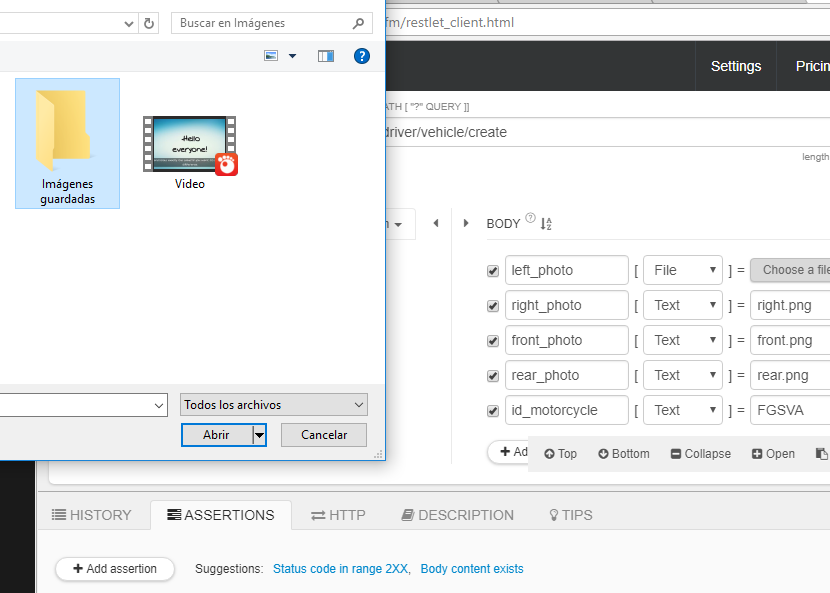 Buscar en Imágenes
fm/restlet_client.html
Settings
Pricin
ATH [ "?" QUERY ]]
driver/vehicle/create
length
Imágenes
guardadas
Hello
everyone!
Video
n
BODY
left_photo [ File ] = Choose a file
right_photo [ Text ] = right.png
front_photo [ Text ] = front.png
rear_photo [ Text ] = rear.png
id_motorcycle [ Text ] = FGSVA
Todos los archivos
Abrir
Cancelar
Ad
Top
Bottom
Collapse
Open
HISTORY
ASSERTIONS
HTTP
DESCRIPTION
TIPS
Add assertion
Suggestions: Status code in range 2XX, Body content exists